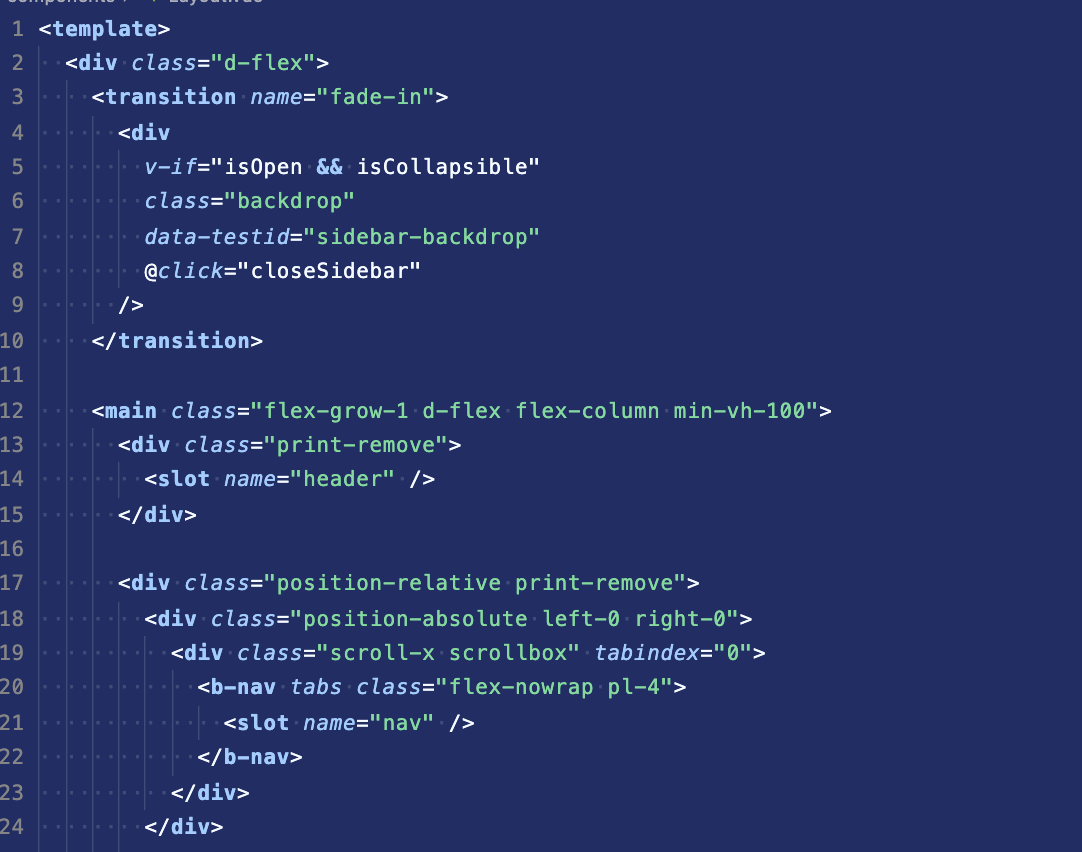 1 <template>
2   <div class="d-flex">
3     <transition name="fade-in">
4       <div
5         v-if="isOpen && isCollapsible"
6         class="backdrop"
7         data-testid="sidebar-backdrop"
8         @click="closeSidebar"
9       />
10     </transition>
11
12     <main class="flex-grow-1 d-flex flex-column min-vh-100">
13       <div class="print-remove">
14         <slot name="header" />
15       </div>
16
17       <div class="position-relative print-remove">
18         <div class="position-absolute left-0 right-0">
19           <div class="scroll-x scrollbox" tabindex="0">
20             <b-nav tabs class="flex-nowrap pl-4">
21               <slot name="nav" />
22             </b-nav>
23           </div>
24         </div>